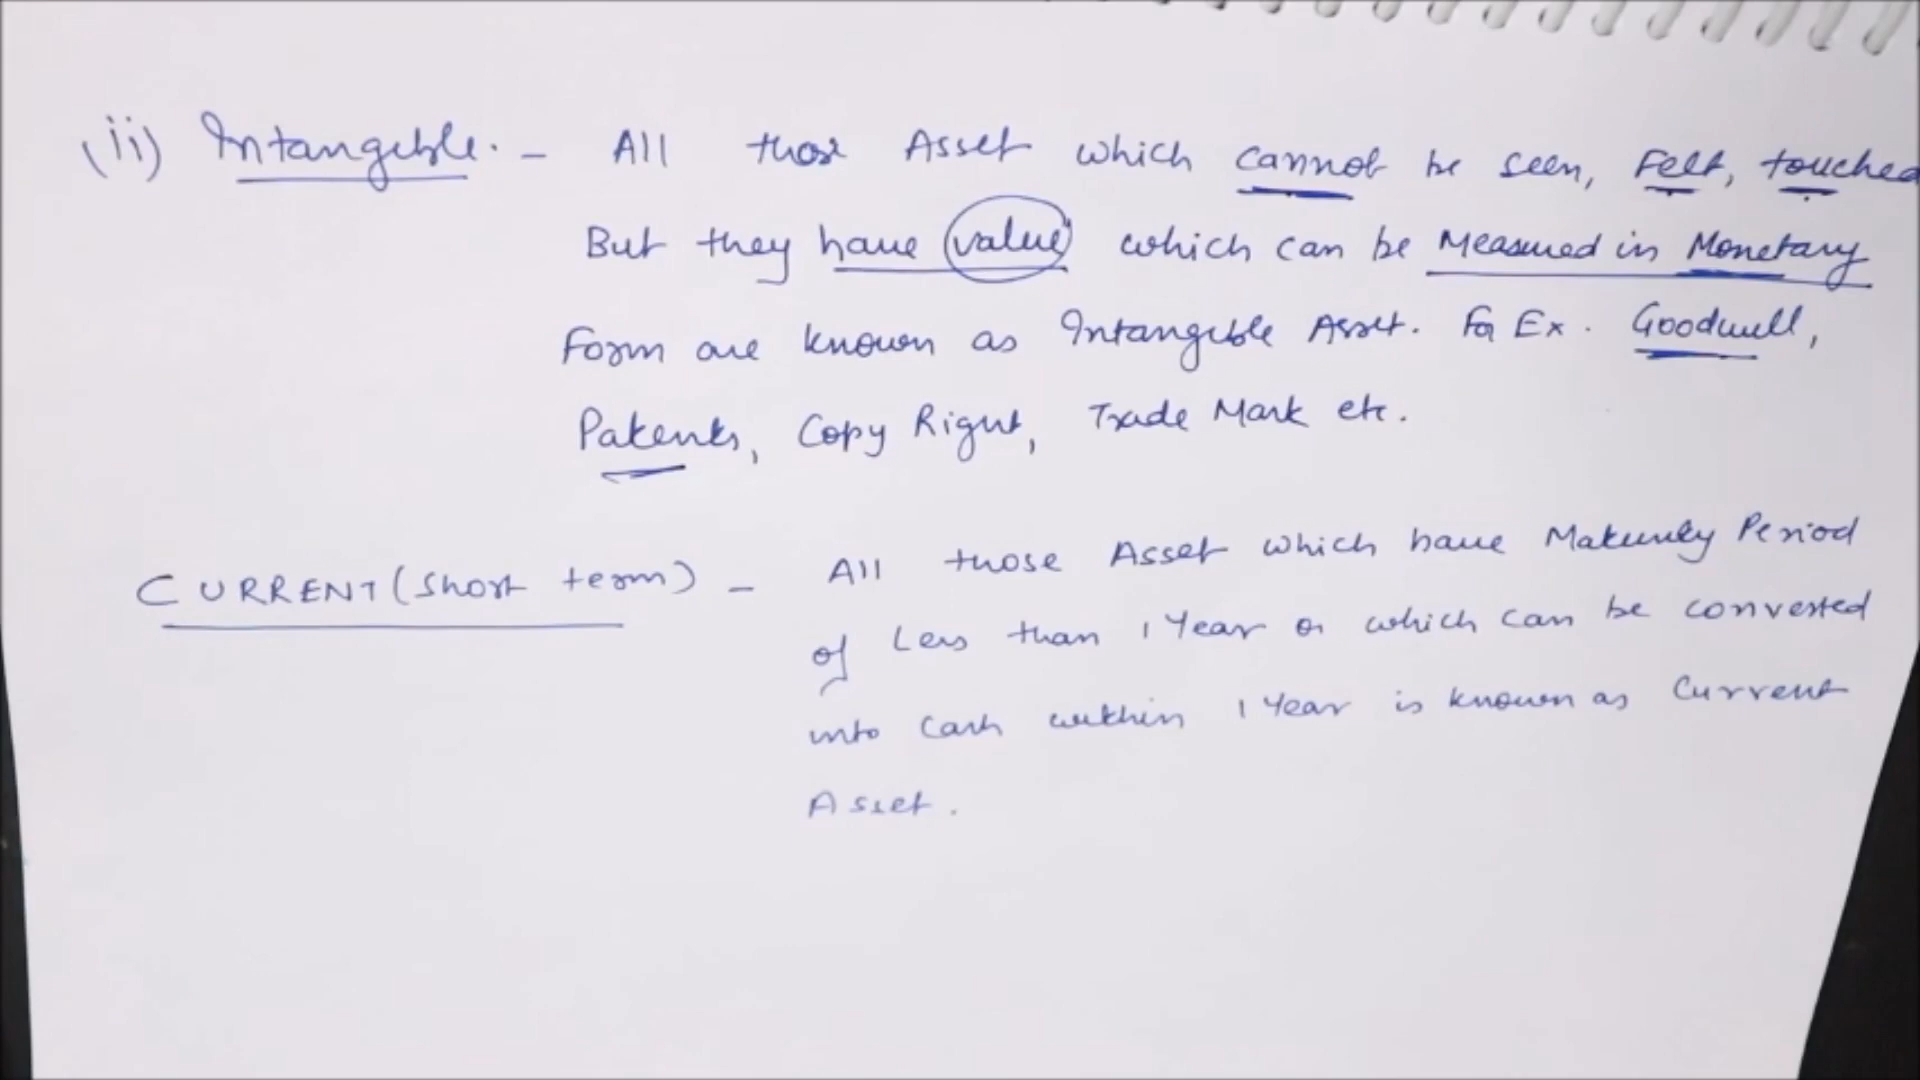 (ii) Intangible. - All those Asset which cannot be seen, Felt, touched
But they have value which can be Measured in Monetary
Form are known as Intangible Asset. For Ex. Goodwill,
Patents, Copy Right, Trade Mark etc.
CURRENT (Short term) - All those Asset which have Maturity Period
of Less than 1 Year or which can be converted
into Cash within 1 Year is known as Current
Asset.